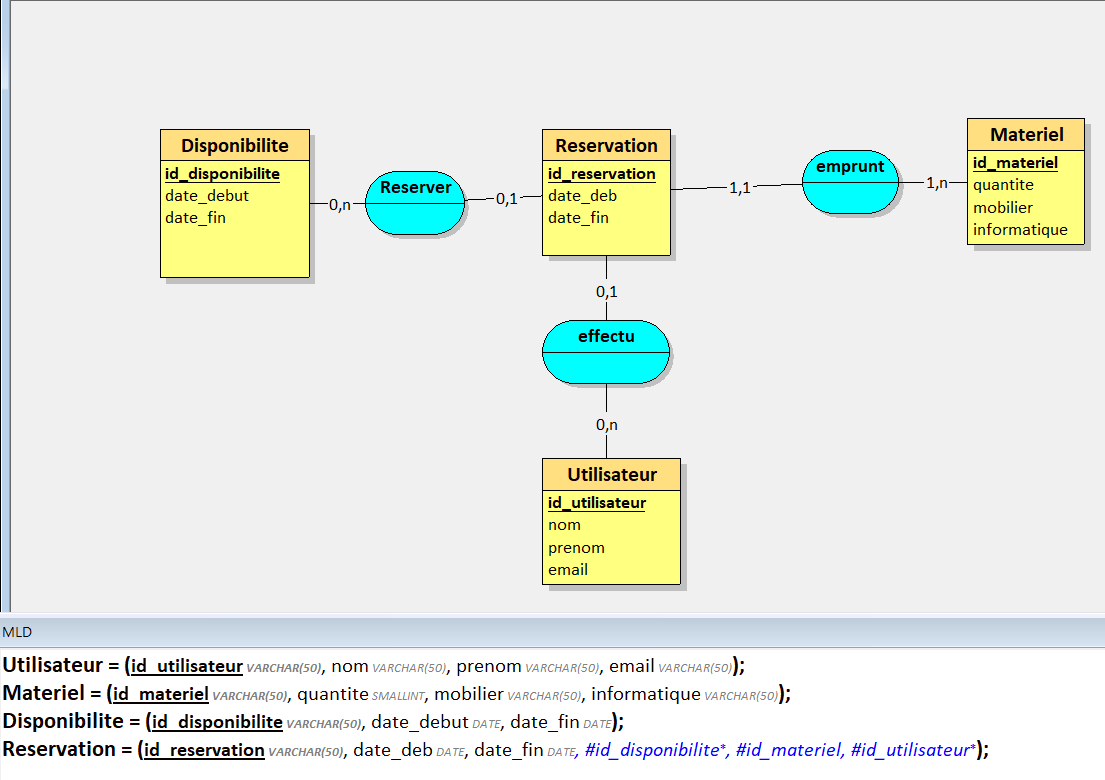 Disponibilite
id_disponibilite
date_debut
date_fin
0,n
Reserver
0,1
Reservation
id_reservation
date_deb
date_fin
1,1
emprunt
1,n
Materiel
id_materiel
quantite
mobilier
informatique
0,1
effectu
0,n
Utilisateur
id_utilisateur
nom
prenom
email
MLD
Utilisateur = (id_utilisateur VARCHAR(50), nom VARCHAR(50), prenom VARCHAR(50), email VARCHAR(50));
Materiel = (id_materiel VARCHAR(50), quantite SMALLINT, mobilier VARCHAR(50), informatique VARCHAR(50));
Disponibilite = (id_disponibilite VARCHAR(50), date_debut DATE, date_fin DATE);
Reservation = (id_reservation VARCHAR(50), date_deb DATE, date_fin DATE, #id_disponibilite*, #id_materiel, #id_utilisateur*);